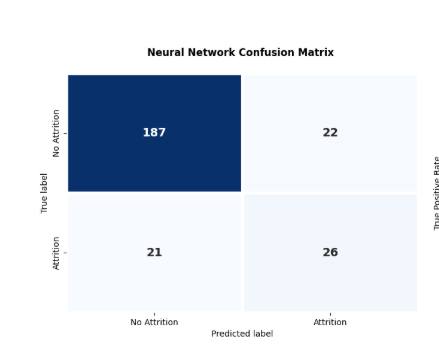 Neural Network Confusion Matrix
True label
No Attrition
187
22
Attrition
21
26
No Attrition
Attrition
Predicted label
True Positive Rate